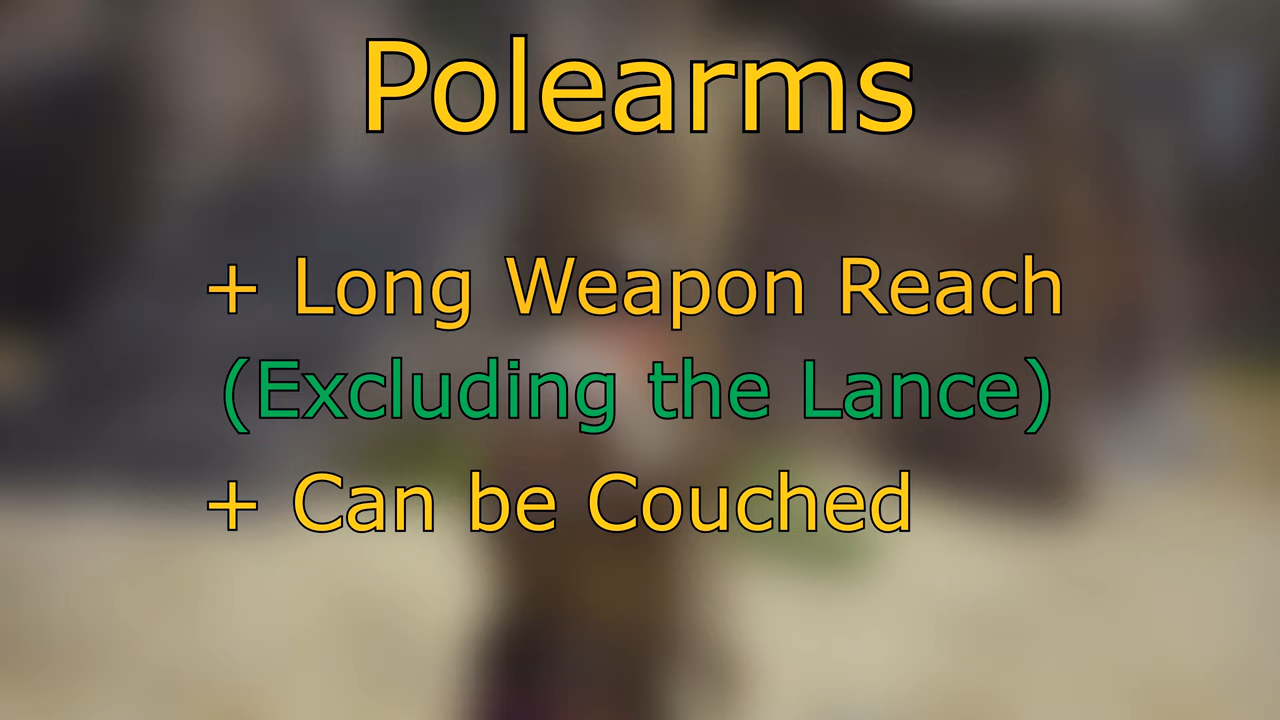 Polearms
+ Long Weapon Reach
(Excluding the Lance)
+ Can be Couched